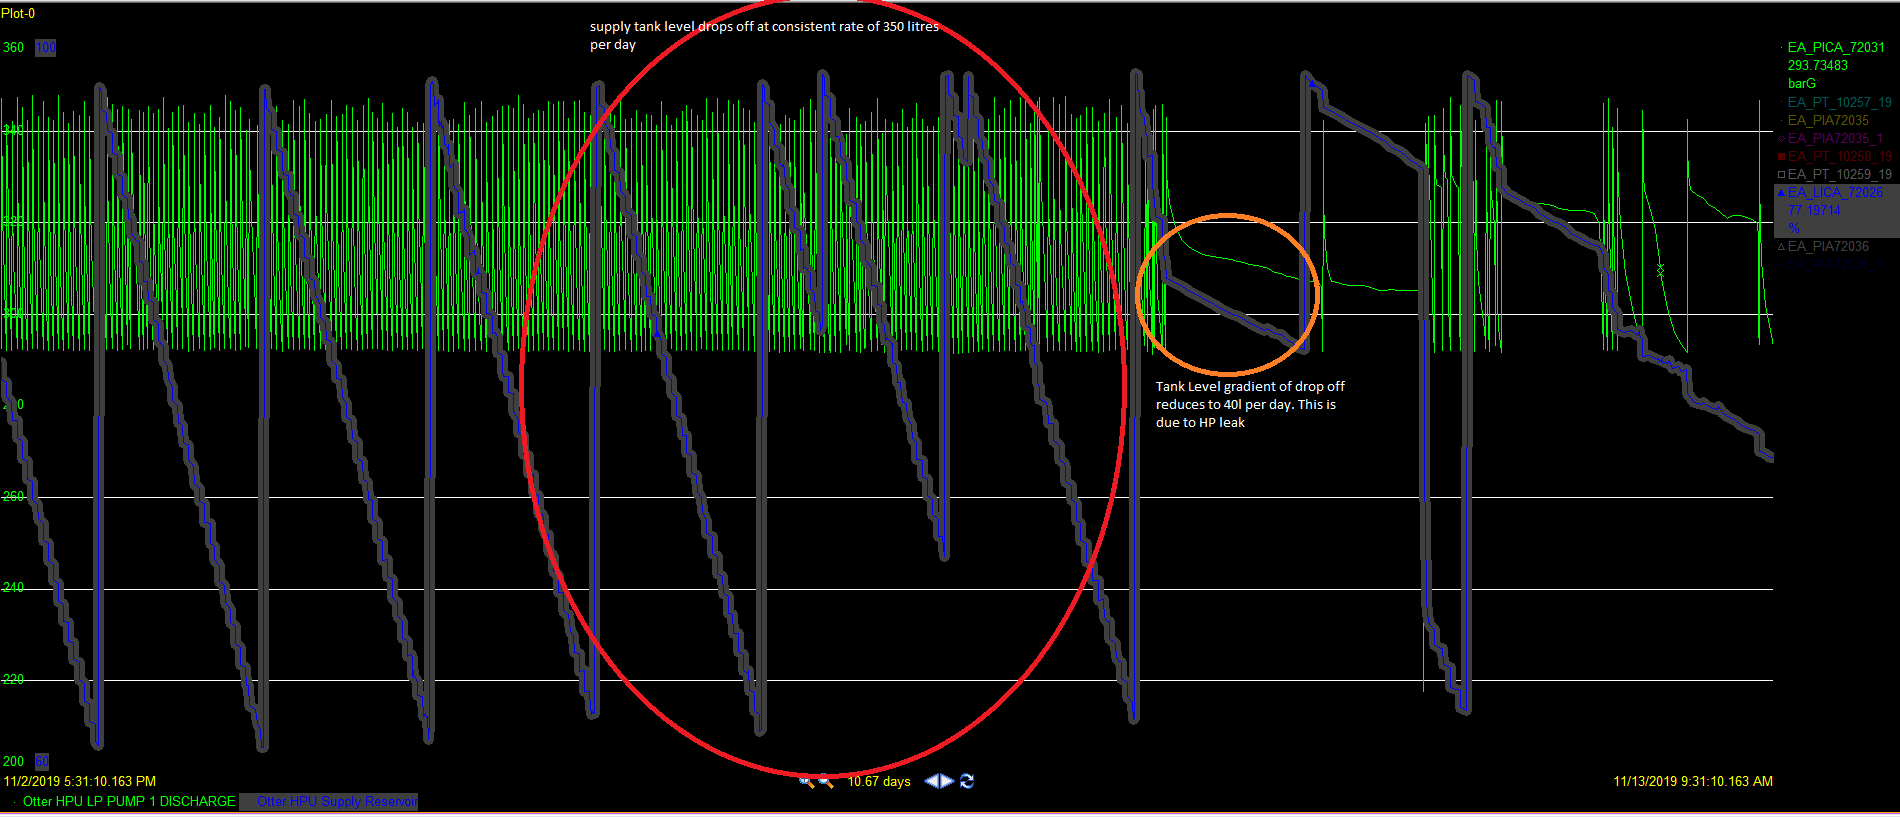 Plot-0
supply tank level drops off at consistent rate of 350 litres
per day
360 100
EA_PICA_72031
293.73483
barG
EA_PT_10257_19
EA_PIA72035
EA_PIA72035_1
EA_PT_10258_19
EA_PT_10259_19
EA_LICA_72026
77.19714
%
EA_PIA72036
340
260
240
220
Tank Level gradient of drop off
reduces to 40l per day. This is
due to HP leak
200 60
11/2/2019 5:31:10.163 PM
10.67 days
11/13/2019 9:31:10.163 AM
Otter HPU LP PUMP 1 DISCHARGE
Otter HPU Supply Reservoir